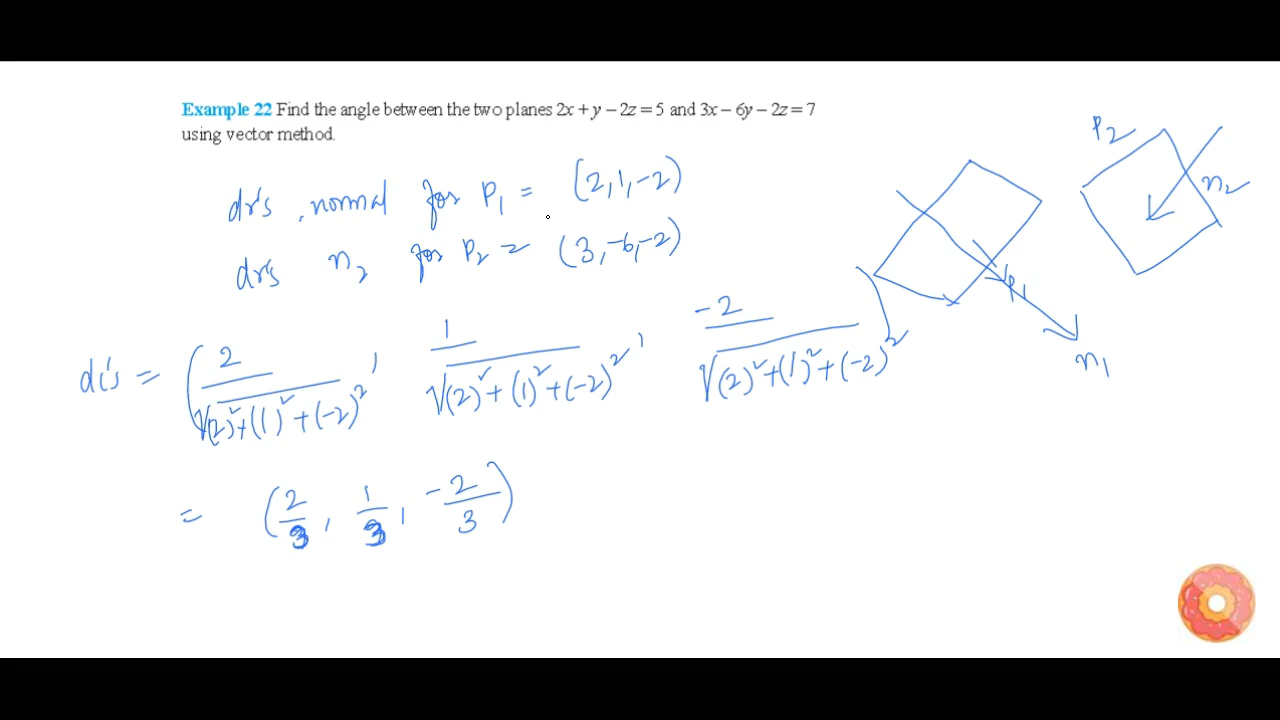 Example 22 Find the angle between the two planes 2x + y – 2z = 5 and 3x – 6y – 2z = 7
using vector method.
dr's , normal for P₁ = (2, 1, -2)
dr's n₂ for P₂ = (3, -6, -2)
dc's = (2/√((2)²+(1)²+(-2)²), 1/√((2)²+(1)²+(-2)²), -2/√((2)²+(1)²+(-2)²))
= (2/3, 1/3, -2/3)
P₂
n₂
P₁
n₁